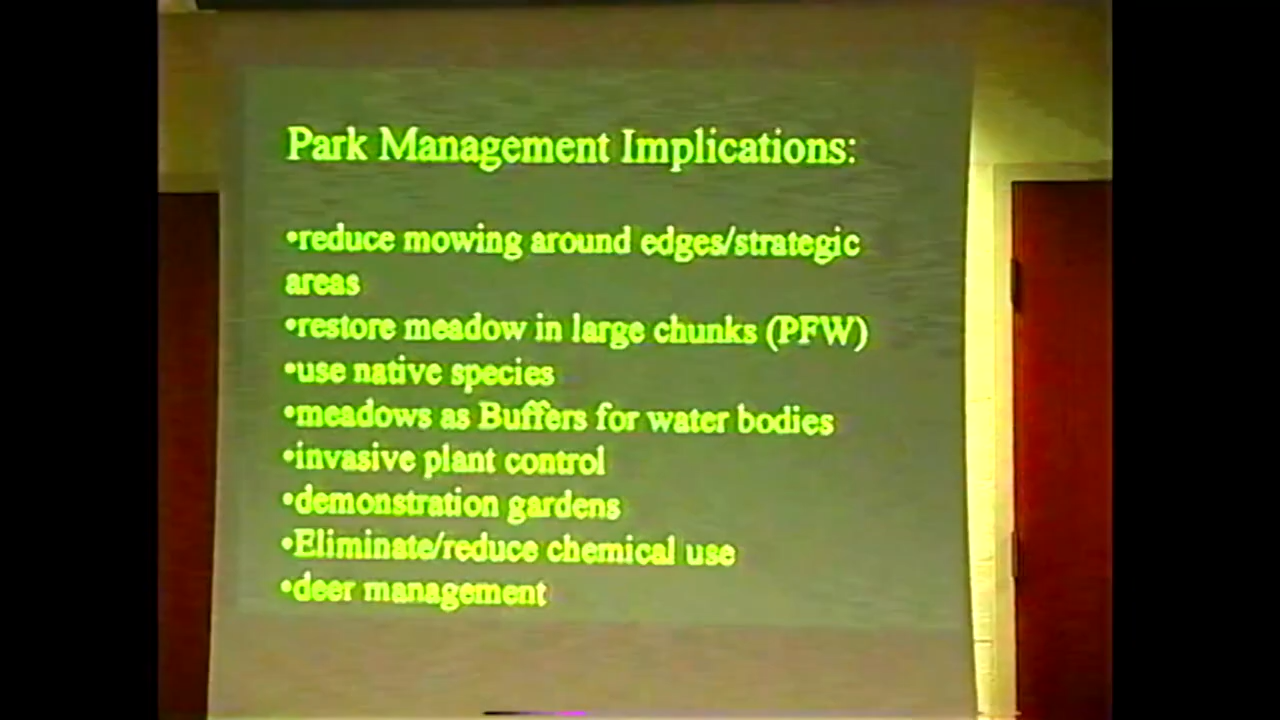 Park Management Implications:
•reduce mowing around edges/strategic
areas
•restore meadow in large chunks (PFW)
•use native species
•meadows as Buffers for water bodies
•invasive plant control
•demonstration gardens
•Eliminate/reduce chemical use
•deer management